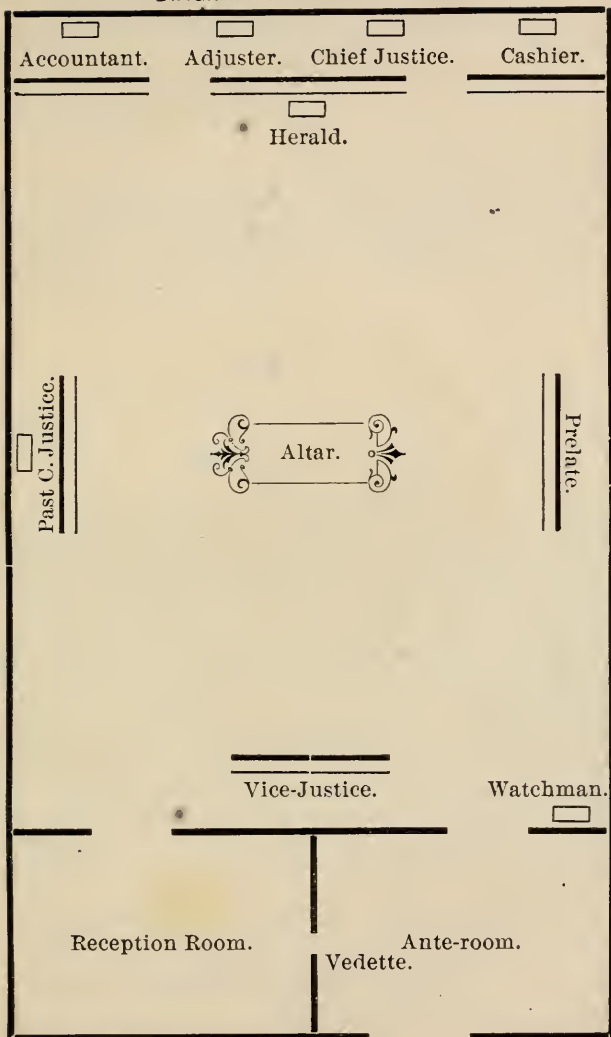 Accountant. Adjuster. Chief Justice. Cashier.
Herald.
Past C. Justice.
Altar.
Prelate.
Vice-Justice. Watchman.
Reception Room. Ante-room.
Vedette.